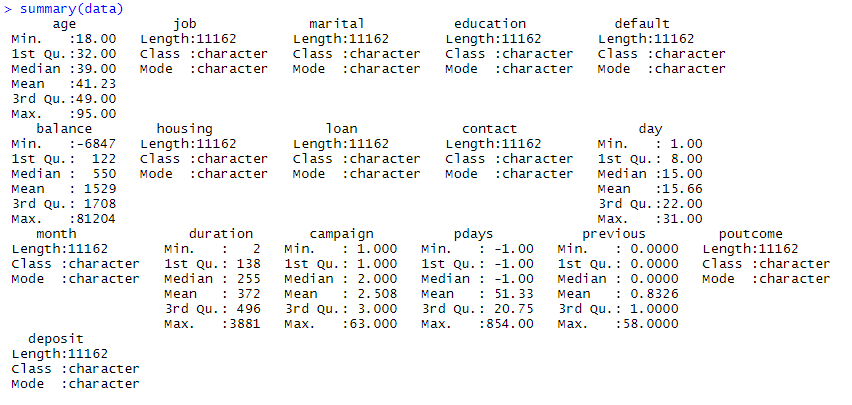 > summary(data)
      age             job              marital           education           default
 Min.   :18.00   Length:11162       Length:11162       Length:11162       Length:11162
 1st Qu.:32.00   Class :character   Class :character   Class :character   Class :character
 Median :39.00   Mode  :character   Mode  :character   Mode  :character   Mode  :character
 Mean   :41.23
 3rd Qu.:49.00
 Max.   :95.00
    balance        housing              loan             contact               day
 Min.   :-6847   Length:11162       Length:11162       Length:11162       Min.   : 1.00
 1st Qu.:  122   Class :character   Class :character   Class :character   1st Qu.: 8.00
 Median :  550   Mode  :character   Mode  :character   Mode  :character   Median :15.00
 Mean   : 1529                                                            Mean   :15.66
 3rd Qu.: 1708                                                            3rd Qu.:22.00
 Max.   :81204                                                            Max.   :31.00
    month              duration       campaign          pdays           previous         poutcome
 Length:11162       Min.   :   2   Min.   : 1.000   Min.   : -1.00   Min.   : 0.0000   Length:11162
 Class :character   1st Qu.: 138   1st Qu.: 1.000   1st Qu.: -1.00   1st Qu.: 0.0000   Class :character
 Mode  :character   Median : 255   Median : 2.000   Median : -1.00   Median : 0.0000   Mode  :character
                    Mean   : 372   Mean   : 2.508   Mean   : 51.33   Mean   : 0.8326
                    3rd Qu.: 496   3rd Qu.: 3.000   3rd Qu.: 20.75   3rd Qu.: 1.0000
                    Max.   :3881   Max.   :63.000   Max.   :854.00   Max.   :58.0000
   deposit
 Length:11162
 Class :character
 Mode  :character